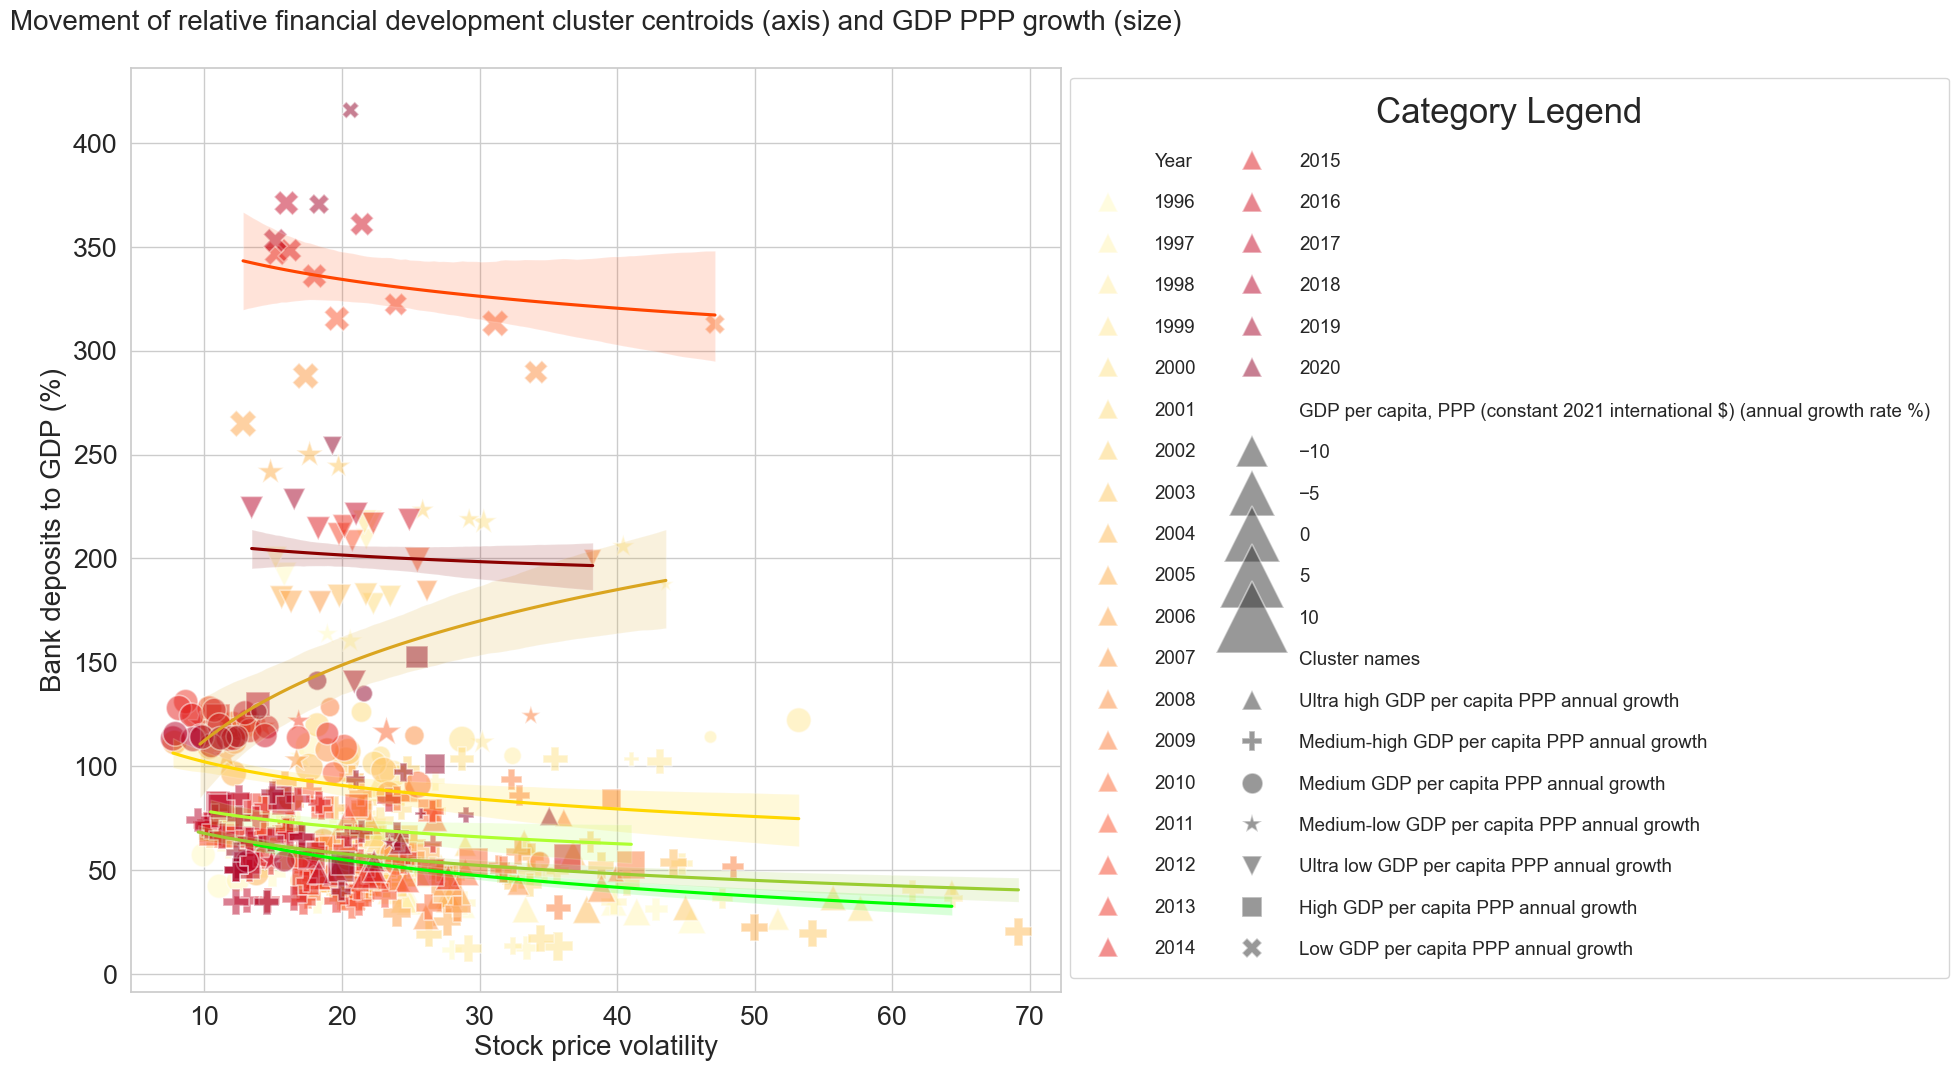 Movement of relative financial development cluster centroids (axis) and GDP PPP growth (size)
Bank deposits to GDP (%)
400
350
300
250
200
150
100
50
0
10 20 30 40 50 60 70
Stock price volatility
Category Legend
Year
1996
1997
1998
1999
2000
2001
2002
2003
2004
2005
2006
2007
2008
2009
2010
2011
2012
2013
2014
2015
2016
2017
2018
2019
2020
GDP per capita, PPP (constant 2021 international $) (annual growth rate %)
−10
−5
0
5
10
Cluster names
Ultra high GDP per capita PPP annual growth
Medium-high GDP per capita PPP annual growth
Medium GDP per capita PPP annual growth
Medium-low GDP per capita PPP annual growth
Ultra low GDP per capita PPP annual growth
High GDP per capita PPP annual growth
Low GDP per capita PPP annual growth